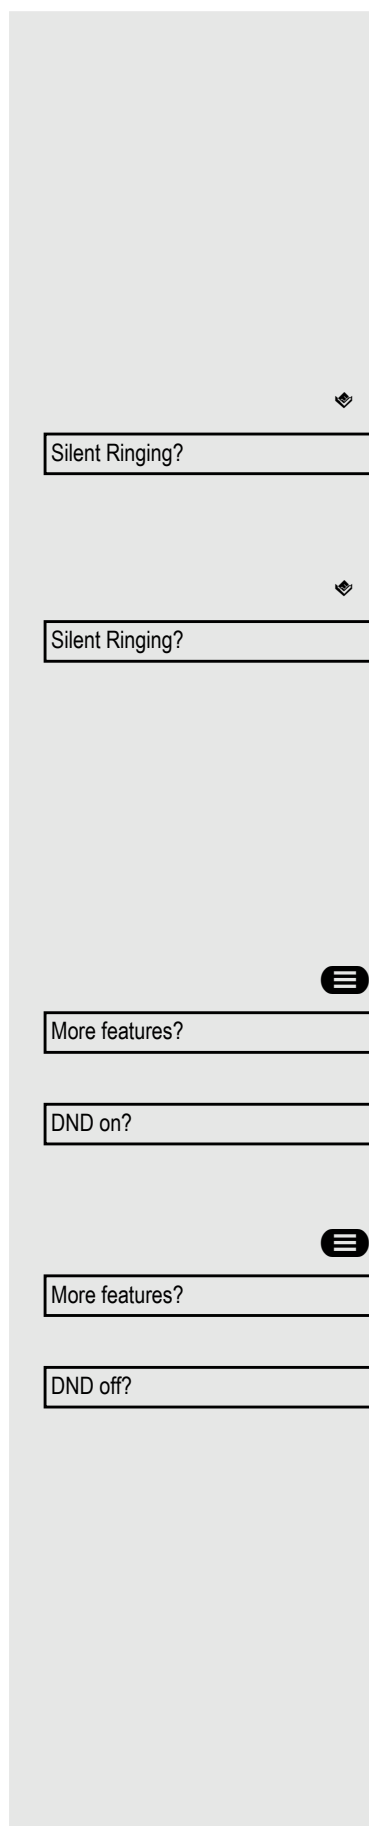 Silent Ringing?
Silent Ringing?
More features?
DND on?
More features?
DND off?